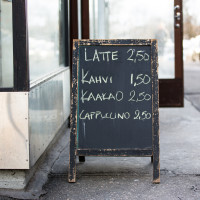 LATTE 2,50
KAHVI 1,50
KAAKAO 2,50
CAPPUCCINO 2,50